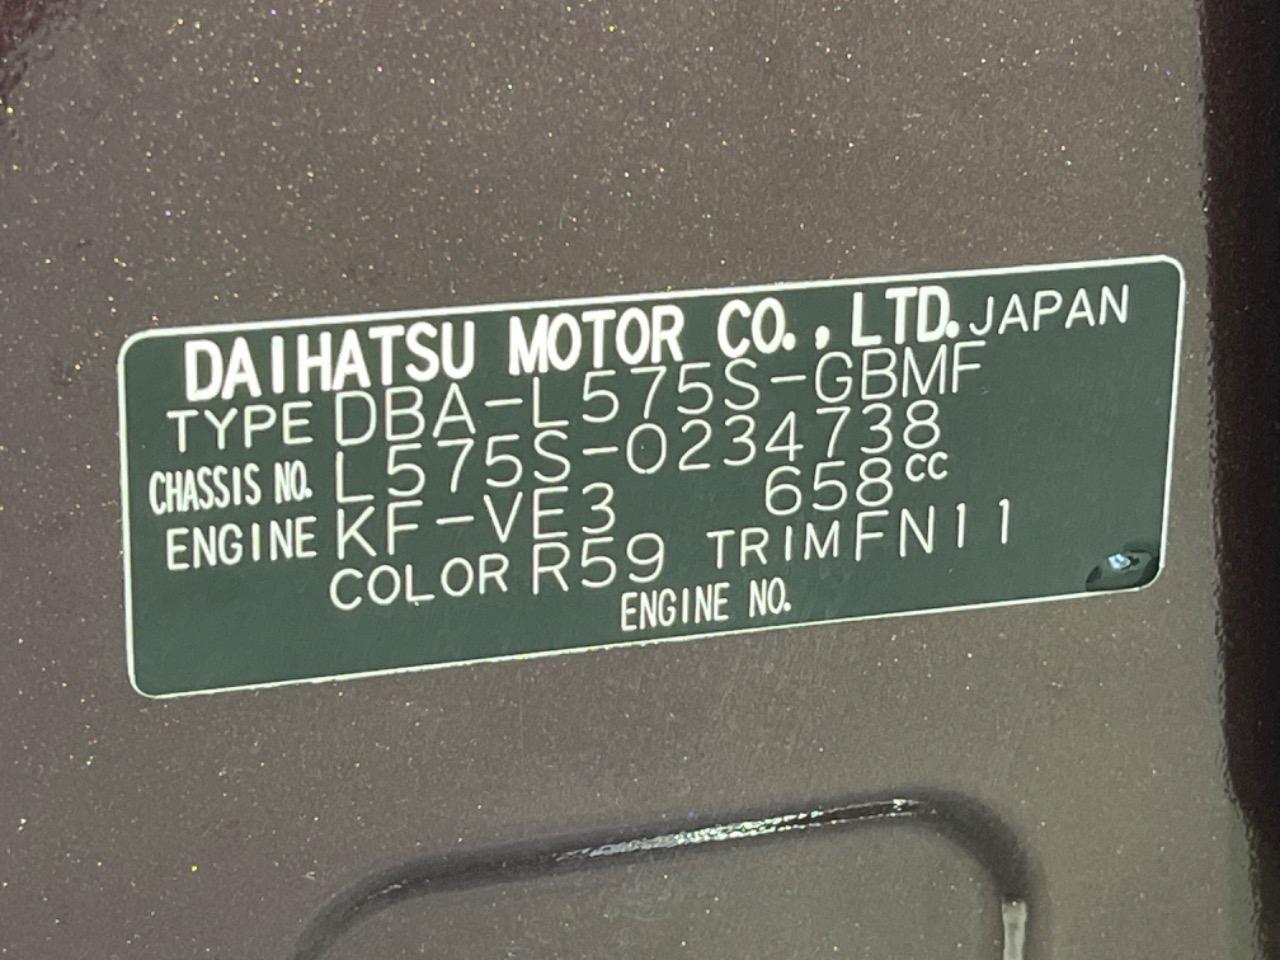 DAIHATSU MOTOR CO., LTD. JAPAN
TYPE DBA-L575S-GBMF
CHASSIS NO. L575S-0234738
ENGINE KF-VE3 658cc
COLOR R59 TRIM FN11
ENGINE NO.